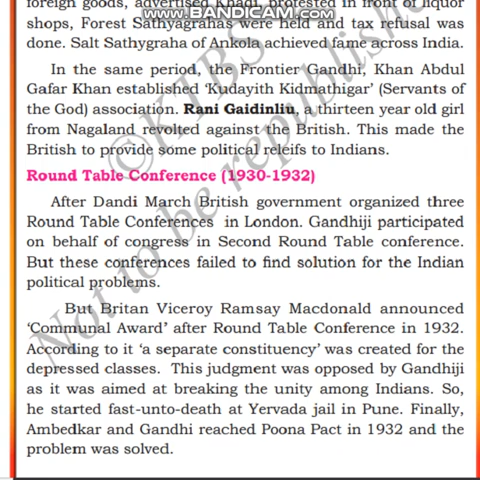 foreign goods, advertised Khadi, protested in front of liquor
WWW.BANDICAM.COM
shops, Forest Sathyagrahas were held and tax refusal was
done. Salt Sathygraha of Ankola achieved fame across India.
In the same period, the Frontier Gandhi, Khan Abdul
Gafar Khan established 'Kudayith Kidmathigar' (Servants of
the God) association. Rani Gaidinliu, a thirteen year old girl
from Nagaland revolted against the British. This made the
British to provide some political releifs to Indians.
Round Table Conference (1930-1932)
After Dandi March British government organized three
Round Table Conferences in London. Gandhiji participated
on behalf of congress in Second Round Table conference.
But these conferences failed to find solution for the Indian
political problems.
But Britan Viceroy Ramsay Macdonald announced
'Communal Award' after Round Table Conference in 1932.
According to it 'a separate constituency' was created for the
depressed classes. This judgment was opposed by Gandhiji
as it was aimed at breaking the unity among Indians. So,
he started fast-unto-death at Yervada jail in Pune. Finally,
Ambedkar and Gandhi reached Poona Pact in 1932 and the
problem was solved.
©KTBS
Not to be republished